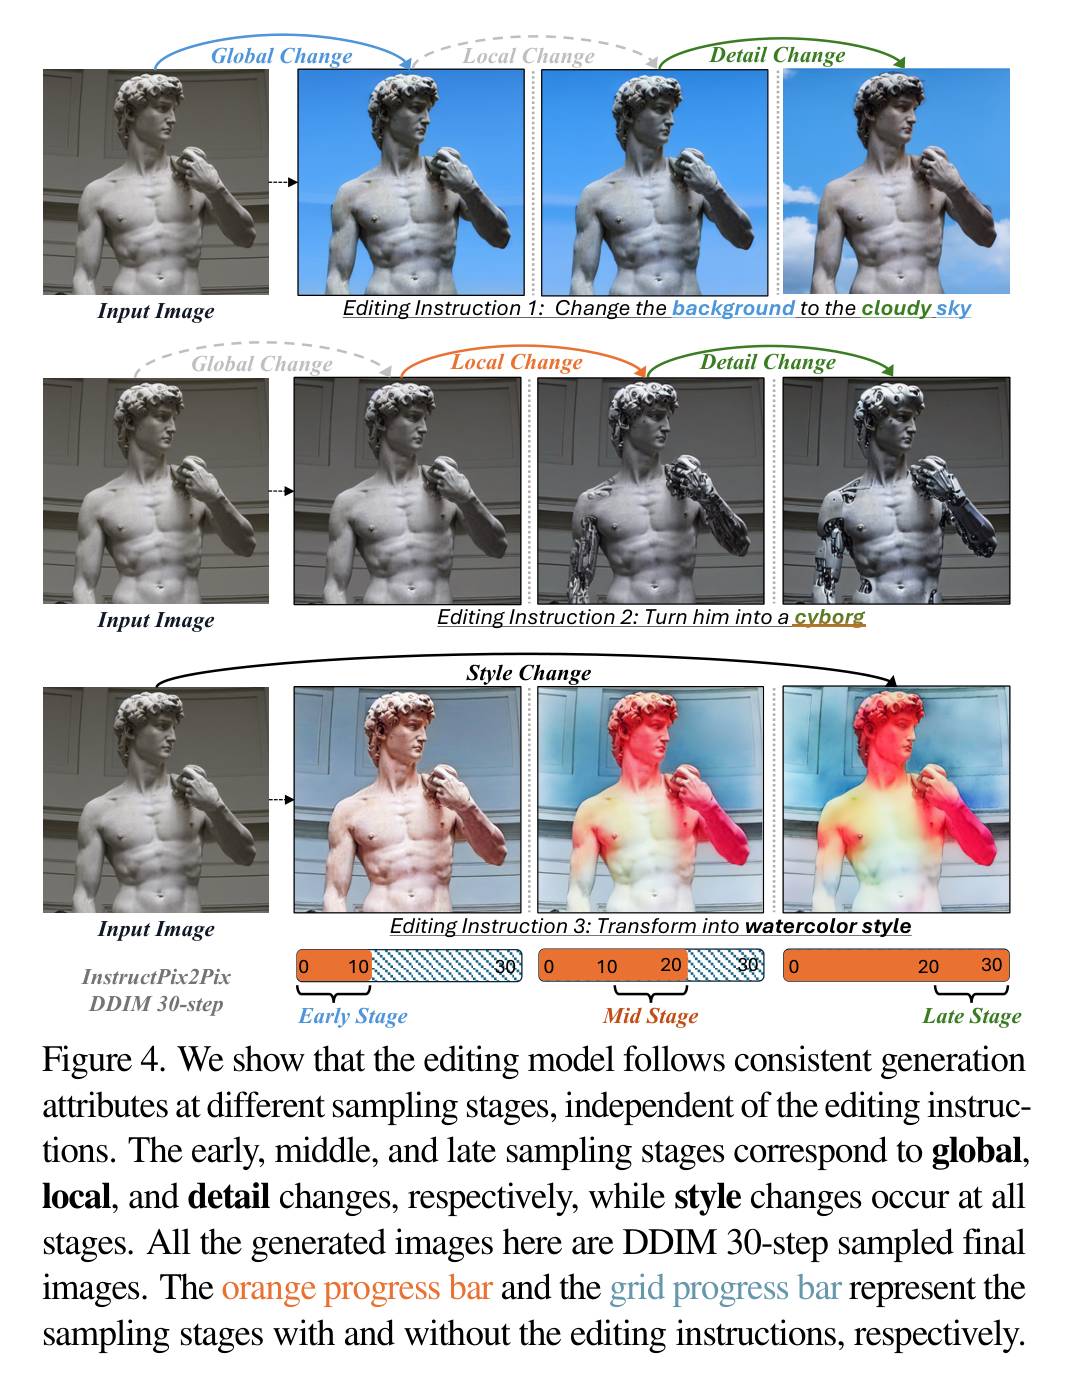 Global Change Local Change Detail Change
Input Image
Editing Instruction 1: Change the background to the cloudy sky
Global Change Local Change Detail Change
Input Image
Editing Instruction 2: Turn him into a cyborg
Style Change
Input Image
Editing Instruction 3: Transform into watercolor style
InstructPix2Pix
DDIM 30-step
0 10 30 0 10 20 30 0 20 30
Early Stage Mid Stage Late Stage
Figure 4. We show that the editing model follows consistent generation
attributes at different sampling stages, independent of the editing instruc-
tions. The early, middle, and late sampling stages correspond to global,
local, and detail changes, respectively, while style changes occur at all
stages. All the generated images here are DDIM 30-step sampled final
images. The orange progress bar and the grid progress bar represent the
sampling stages with and without the editing instructions, respectively.